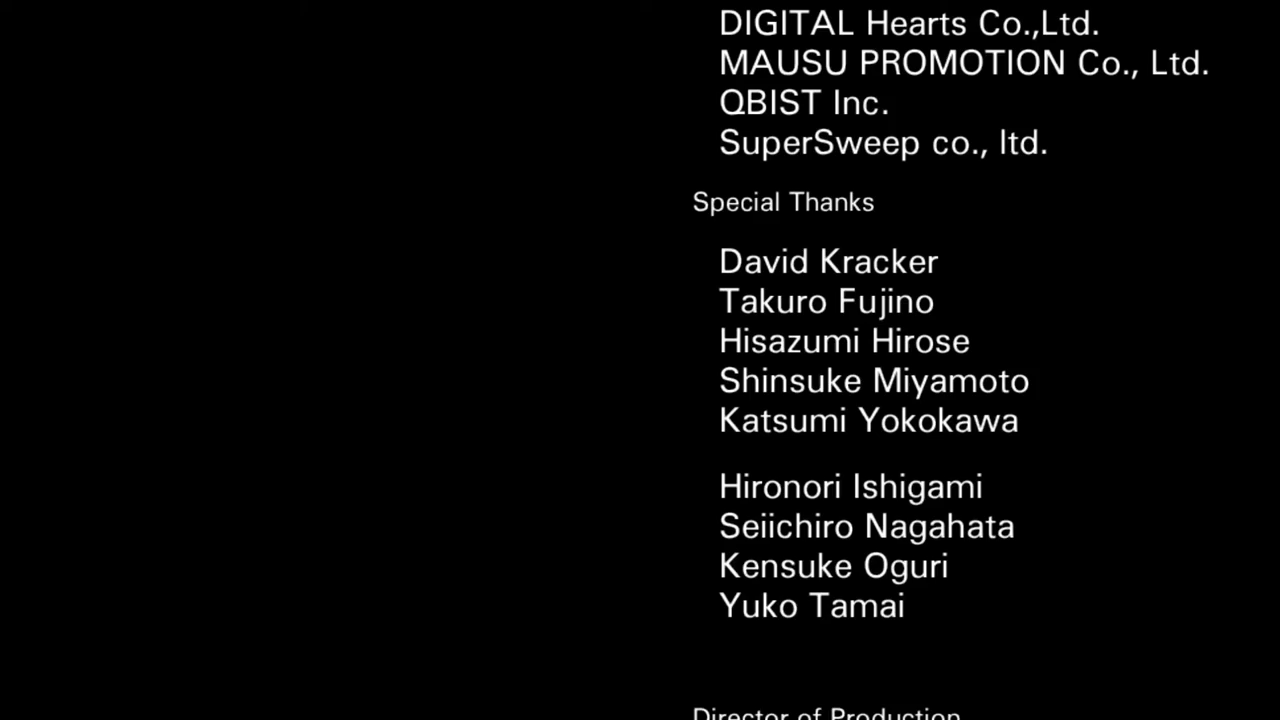 DIGITAL Hearts Co.,Ltd.
MAUSU PROMOTION Co., Ltd.
QBIST Inc.
SuperSweep co., ltd.
Special Thanks
David Kracker
Takuro Fujino
Hisazumi Hirose
Shinsuke Miyamoto
Katsumi Yokokawa
Hironori Ishigami
Seiichiro Nagahata
Kensuke Oguri
Yuko Tamai
Director of Production